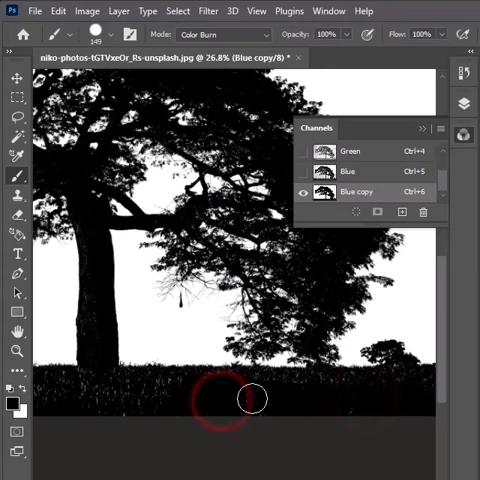 Ps File Edit Image Layer Type Select Filter 3D View Plugins Window Help
149 Mode: Color Burn Opacity: 100% Flow: 100%
niko-photos-tGTVxeOr_Rs-unsplash.jpg @ 26.8% (Blue copy/8) * ×
Channels
Green Ctrl+4
Blue Ctrl+5
Blue copy Ctrl+6
T